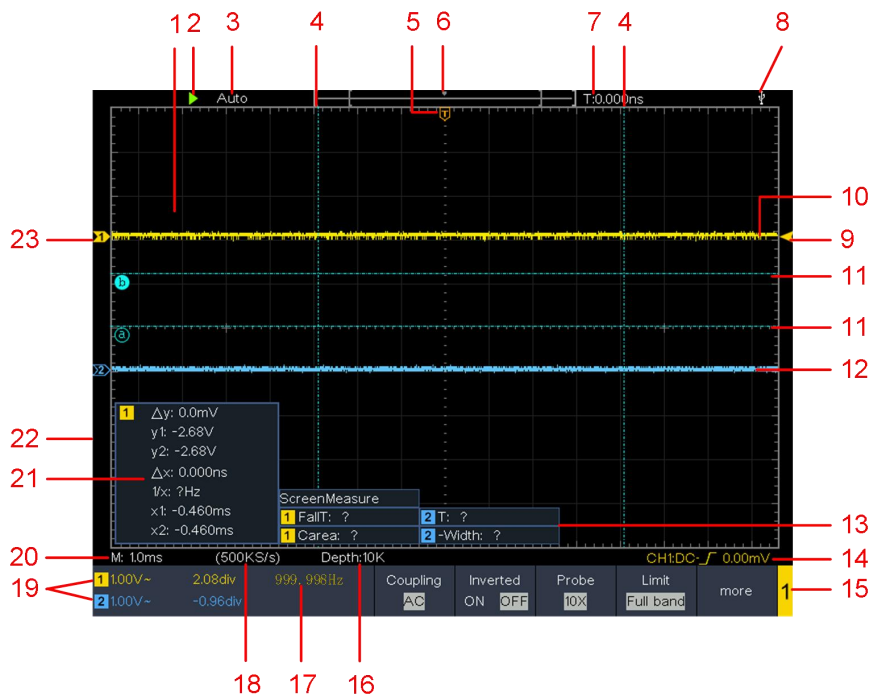 1 2 3 4 5 6 7 4 8
Auto T:0.000ns
T
10
23 1 9
b 11
a 11
2 12
1 △y: 0.0mV
y1: -2.68V
22 y2: -2.68V
21 △x: 0.000ns
1/x: ?Hz
x1: -0.460ms
x2: -0.460ms
ScreenMeasure
1 FallT: ? 2 T: ?
1 Carea: ? 2 -Width: ?
13
20 M: 1.0ms (500KS/s) Depth:10K CH1:DC- 0.00mV 14
19 1 1.00V~ 2.08div 999.998Hz Coupling Inverted Probe Limit more 1 15
2 1.00V~ -0.96div AC ON OFF 10X Full band
18 17 16